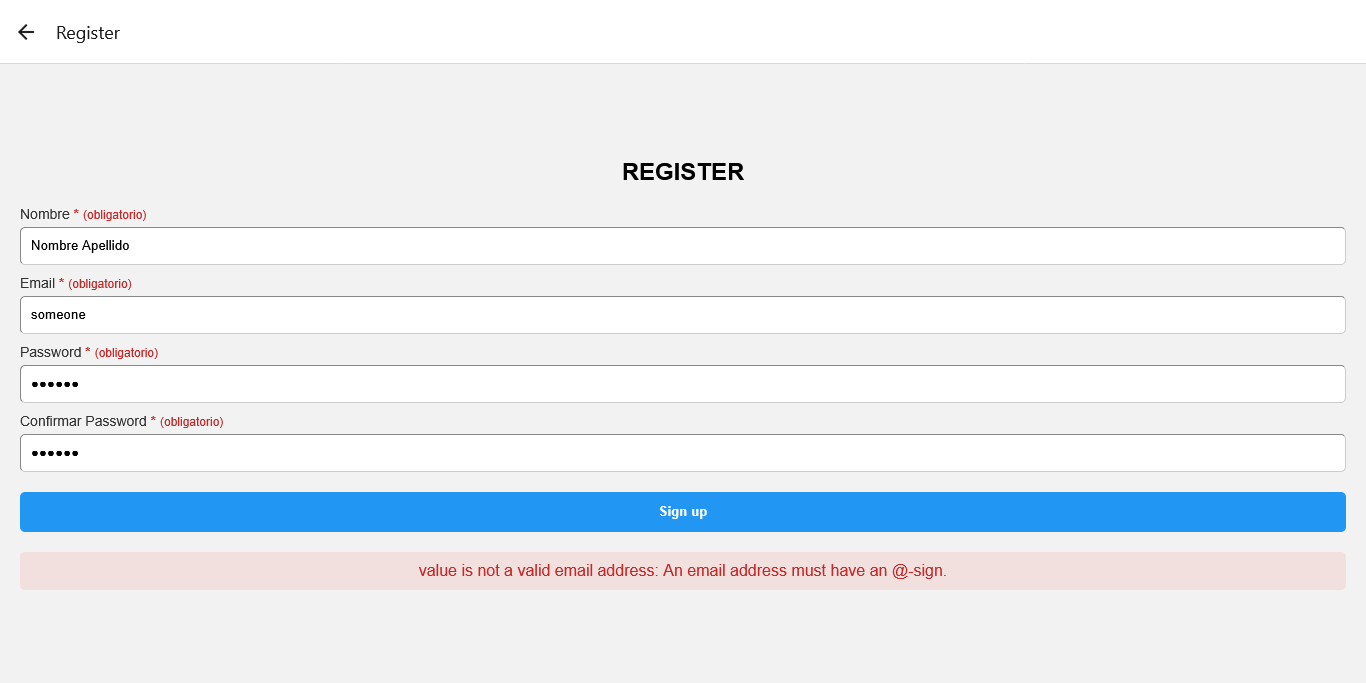 Register
REGISTER
Nombre * (obligatorio)
Nombre Apellido
Email * (obligatorio)
someone
Password * (obligatorio)
••••••
Confirmar Password * (obligatorio)
••••••
Sign up
value is not a valid email address: An email address must have an @-sign.